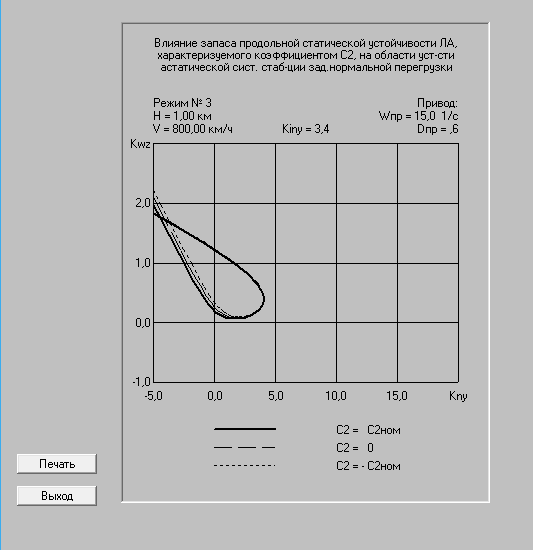 Влияние запаса продольной статической устойчивости ЛА,
характеризуемого коэффициентом С2, на области уст-сти
астатической сист. стаб-ции зад.нормальной перегрузки
Режим № 3 Привод:
H = 1,00 км Wпр = 15,0 1/с
V = 800,00 км/ч Kiny = 3,4 Dпр = ,6
Kwz
2,0
1,0
0,0
-1,0
-5,0 0,0 5,0 10,0 15,0 Kny
C2 = C2ном
C2 = 0
C2 = - C2ном
Печать
Выход